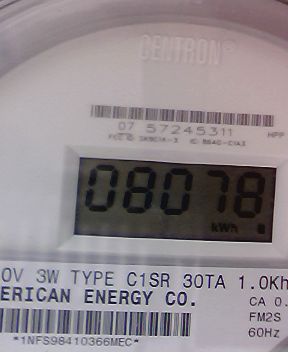 CENTRON®
07 57245311
HPP
08078
kWh
0V 3W TYPE C1SR 30TA 1.0Kh
ERICAN ENERGY CO.
CA 0.
FM2S
60Hz
*1NFS98410366MEC*